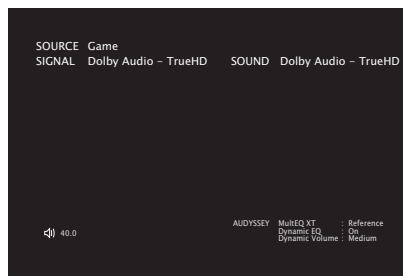 SOURCE Game
SIGNAL Dolby Audio – TrueHD SOUND Dolby Audio – TrueHD
40.0
AUDYSSEY MultEQ XT : Reference
Dynamic EQ : On
Dynamic Volume : Medium